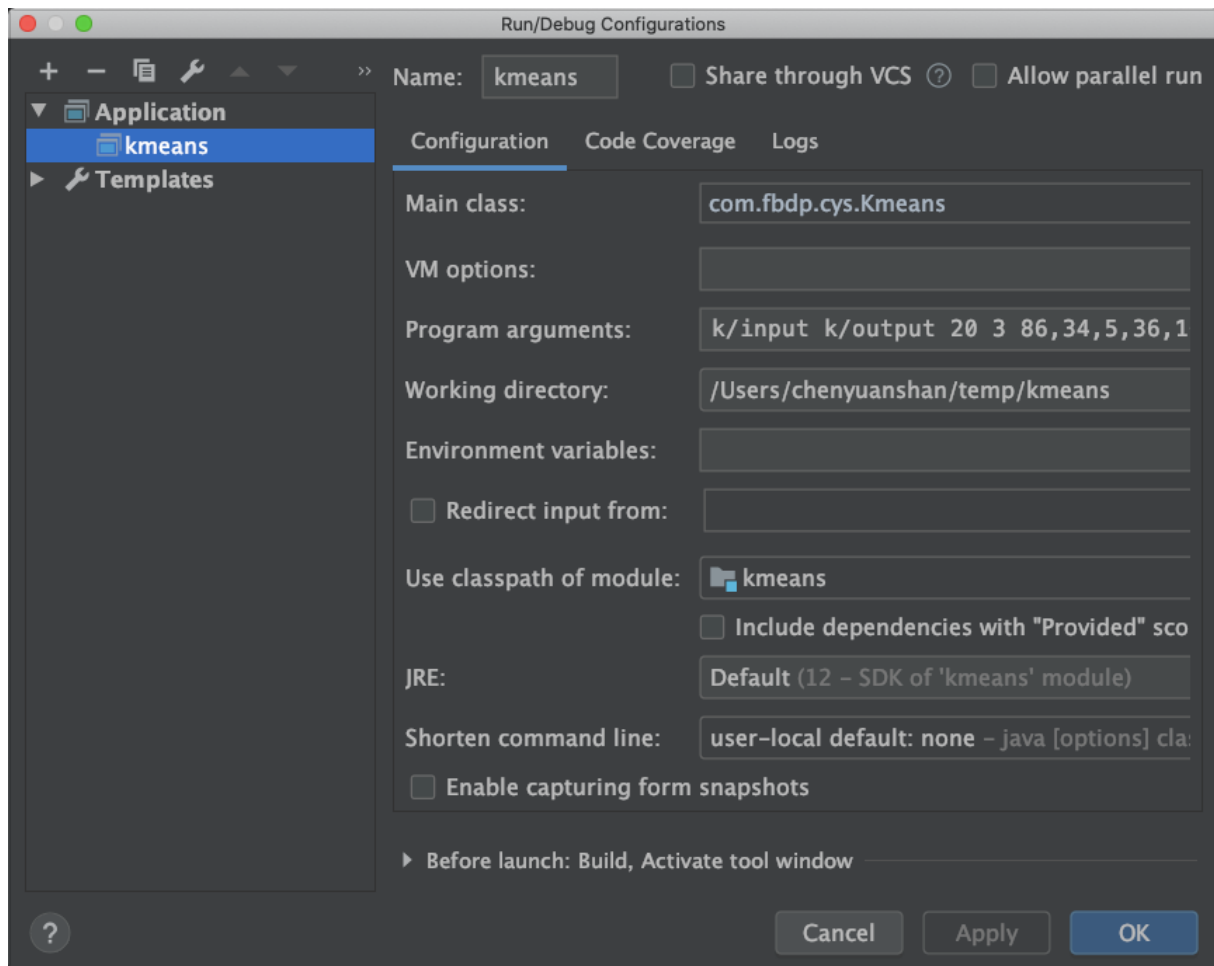 Run/Debug Configurations
Name: kmeans Share through VCS ? Allow parallel run
Application
kmeans
Templates
Configuration Code Coverage Logs
Main class: com.fbdp.cys.Kmeans
VM options:
Program arguments: k/input k/output 20 3 86,34,5,36,1
Working directory: /Users/chenyuanshan/temp/kmeans
Environment variables:
Redirect input from:
Use classpath of module: kmeans
Include dependencies with "Provided" sco
JRE: Default (12 – SDK of 'kmeans' module)
Shorten command line: user-local default: none – java [options] cla
Enable capturing form snapshots
Before launch: Build, Activate tool window
? Cancel Apply OK